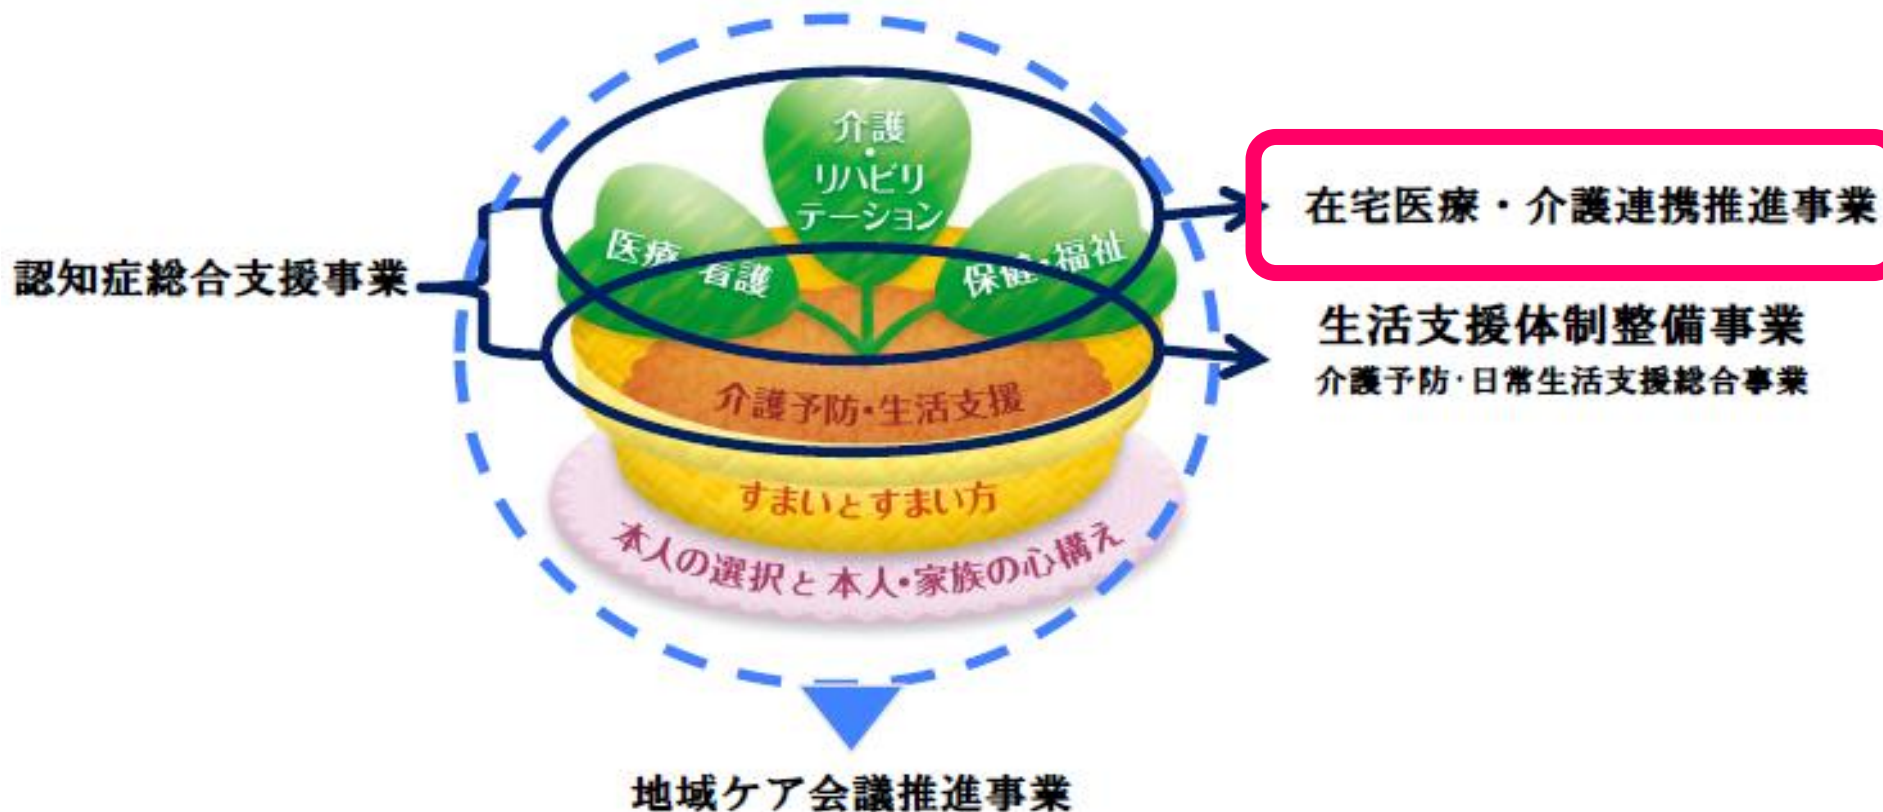 介護
・
リハビリ
テーション
医療・看護
保健・福祉
在宅医療・介護連携推進事業
認知症総合支援事業
生活支援体制整備事業
介護予防・日常生活支援総合事業
介護予防・生活支援
すまいとすまい方
本人の選択と本人・家族の心構え
地域ケア会議推進事業